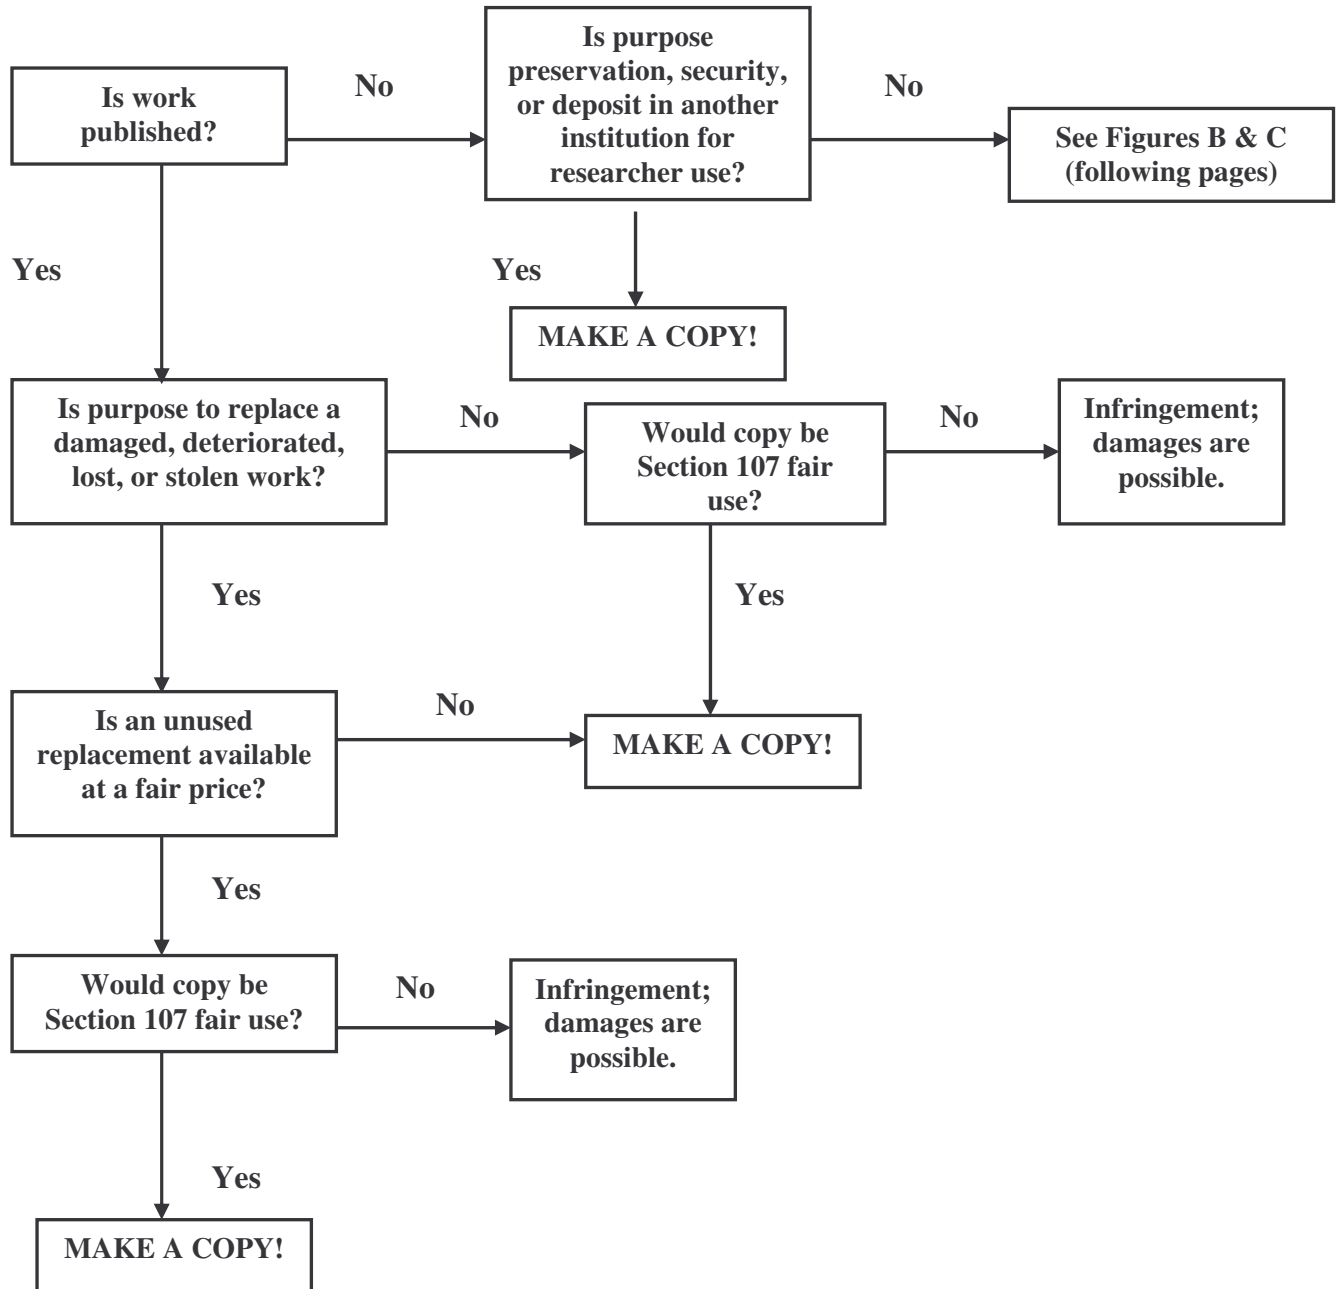 Is work
published?
No
Is purpose
preservation, security,
or deposit in another
institution for
researcher use?
No
See Figures B & C
(following pages)
Yes
Yes
MAKE A COPY!
Is purpose to replace a
damaged, deteriorated,
lost, or stolen work?
No
Would copy be
Section 107 fair
use?
No
Infringement;
damages are
possible.
Yes
Yes
Is an unused
replacement available
at a fair price?
No
MAKE A COPY!
Yes
Would copy be
Section 107 fair use?
No
Infringement;
damages are
possible.
Yes
MAKE A COPY!